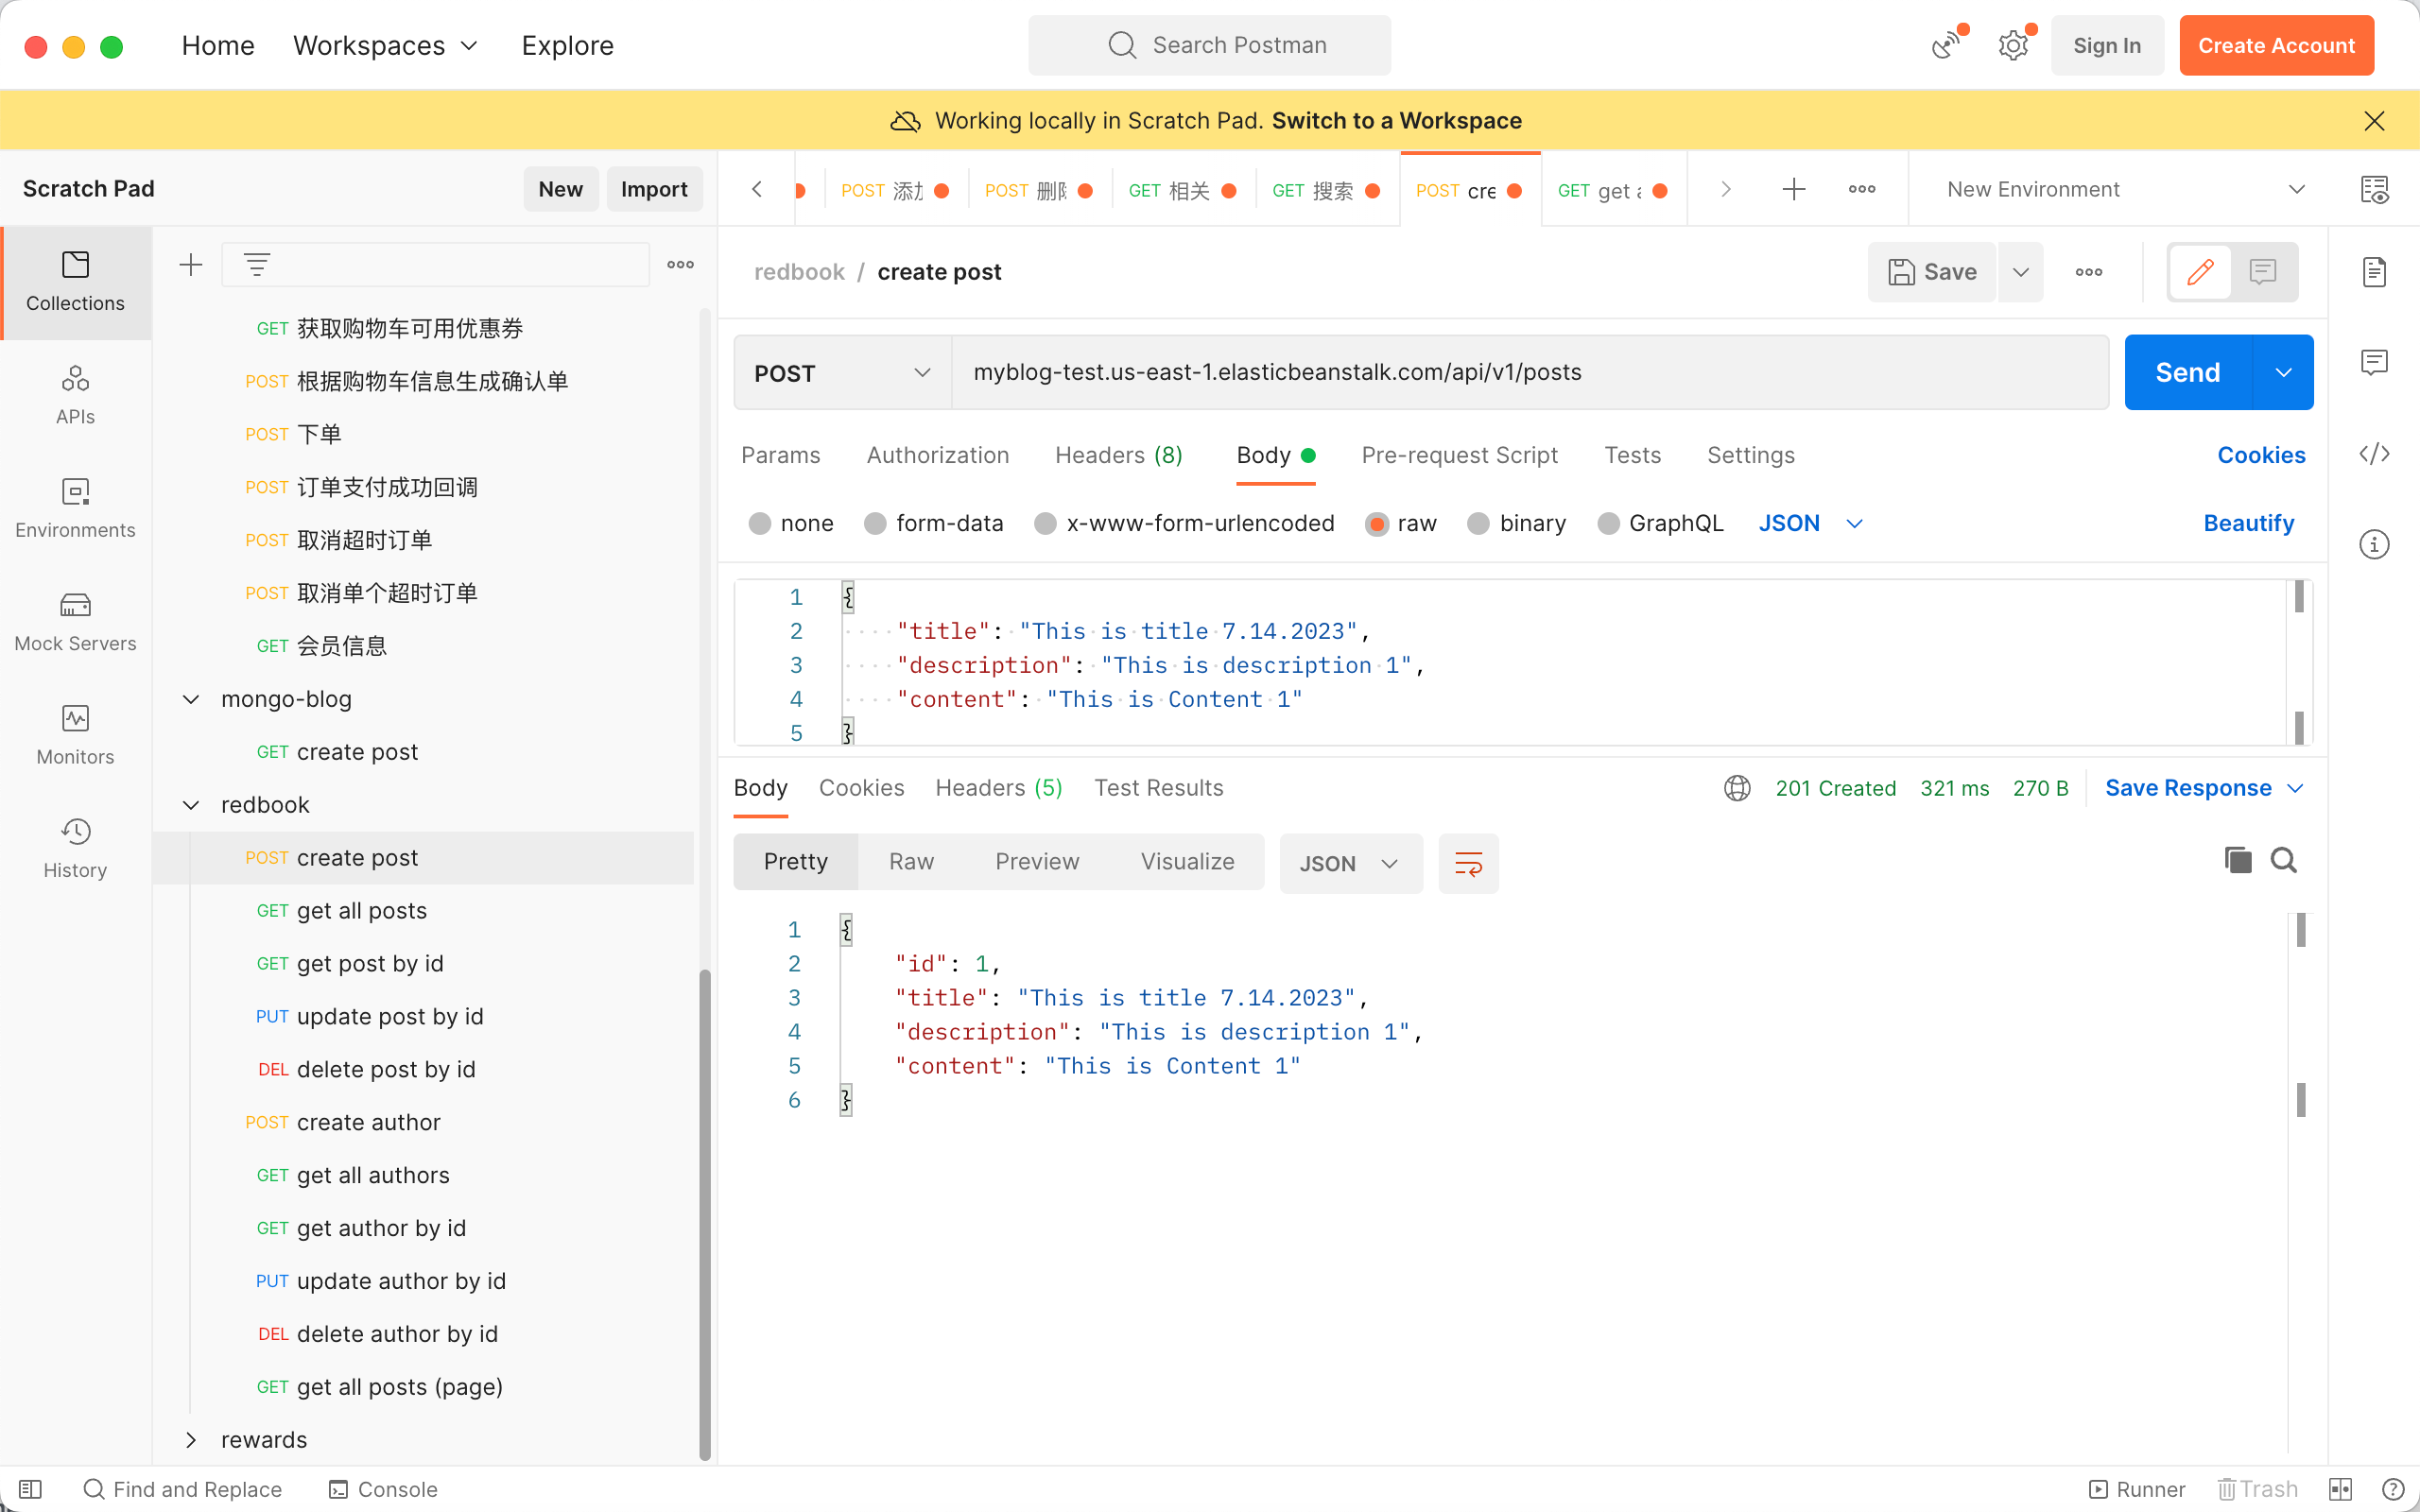 Home Workspaces Explore Search Postman Sign In Create Account
Working locally in Scratch Pad. Switch to a Workspace
Scratch Pad New Import
POST 添加 POST 删除 GET 相关 GET 搜索 POST cre GET get New Environment
Collections
APIs
Environments
Mock Servers
Monitors
History
GET 获取购物车可用优惠券
POST 根据购物车信息生成确认单
POST 下单
POST 订单支付成功回调
POST 取消超时订单
POST 取消单个超时订单
GET 会员信息
mongo-blog
GET create post
redbook
POST create post
GET get all posts
GET get post by id
PUT update post by id
DEL delete post by id
POST create author
GET get all authors
GET get author by id
PUT update author by id
DEL delete author by id
GET get all posts (page)
rewards
redbook / create post Save
POST myblog-test.us-east-1.elasticbeanstalk.com/api/v1/posts Send
Params Authorization Headers (8) Body Pre-request Script Tests Settings Cookies
none form-data x-www-form-urlencoded raw binary GraphQL JSON Beautify
1 {
2 "title": "This is title 7.14.2023",
3 "description": "This is description 1",
4 "content": "This is Content 1"
5 }
Body Cookies Headers (5) Test Results 201 Created 321 ms 270 B Save Response
Pretty Raw Preview Visualize JSON
1 {
2 "id": 1,
3 "title": "This is title 7.14.2023",
4 "description": "This is description 1",
5 "content": "This is Content 1"
6 }
Find and Replace Console Runner Trash